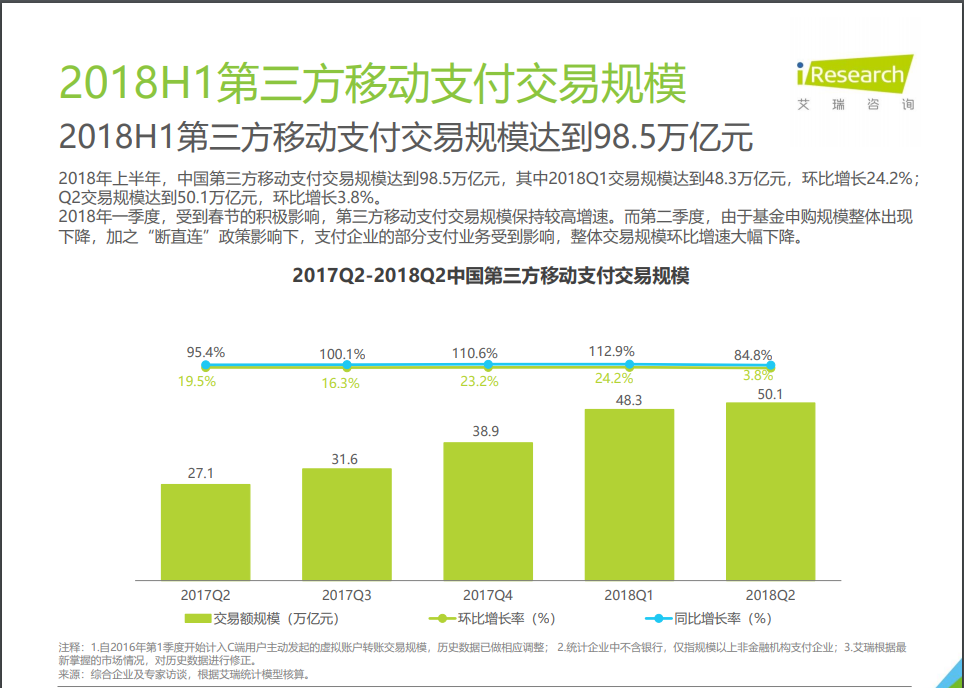 2018H1第三方移动支付交易规模
iResearch
艾瑞咨询
2018H1第三方移动支付交易规模达到98.5万亿元
2018年上半年，中国第三方移动支付交易规模达到98.5万亿元，其中2018Q1交易规模达到48.3万亿元，环比增长24.2%；
Q2交易规模达到50.1万亿元，环比增长3.8%。
2018年一季度，受到春节的积极影响，第三方移动支付交易规模保持较高增速。而第二季度，由于基金申购规模整体出现
下降，加之“断直连”政策影响下，支付企业的部分支付业务受到影响，整体交易规模环比增速大幅下降。
2017Q2-2018Q2中国第三方移动支付交易规模
95.4% 100.1% 110.6% 112.9% 84.8%
19.5% 16.3% 23.2% 24.2% 3.8%
27.1 31.6 38.9 48.3 50.1
2017Q2 2017Q3 2017Q4 2018Q1 2018Q2
交易额规模（万亿元） 环比增长率（%） 同比增长率（%）
注释：1.自2016年第1季度开始计入C端用户主动发起的虚拟账户转账交易规模，历史数据已做相应调整； 2.统计企业中不含银行，仅指规模以上非金融机构支付企业；3.艾瑞根据最
新掌握的市场情况，对历史数据进行修正。
来源：综合企业及专家访谈，根据艾瑞统计模型核算。